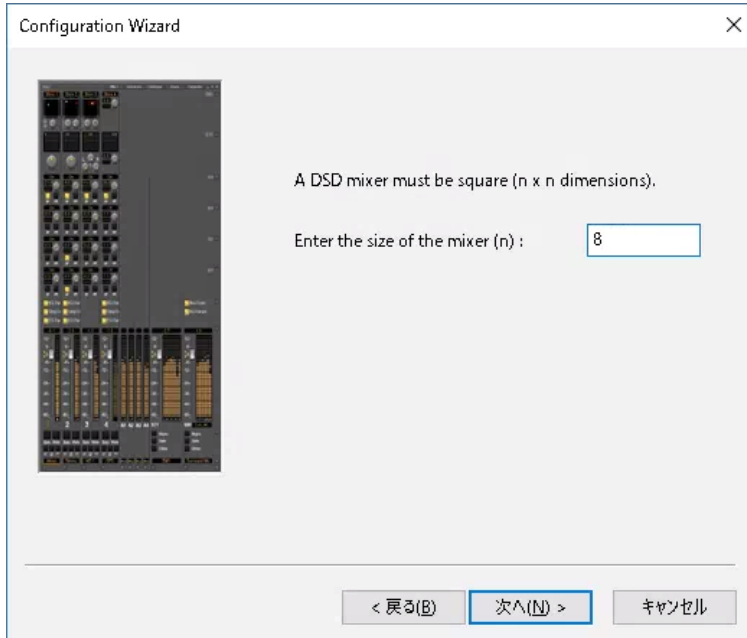 Configuration Wizard
A DSD mixer must be square (n x n dimensions).
Enter the size of the mixer (n) :
8
< 戻る(B)
次へ(N) >
キャンセル